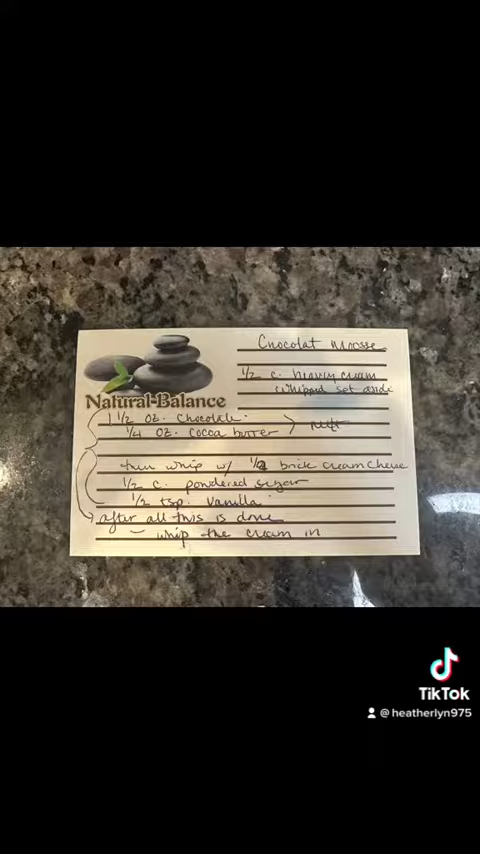 Chocolat Mousse
1/2 c. heavy cream
whipped set aside
Natural Balance
1 1/2 oz. Chocolate
1/4 oz. cocoa butter > melt
then whip w/ 1/2 brick cream cheese
1/2 c. powdered sugar
1/2 tsp. vanilla
after all this is done
– whip the cream in
TikTok
@heatherlyn975